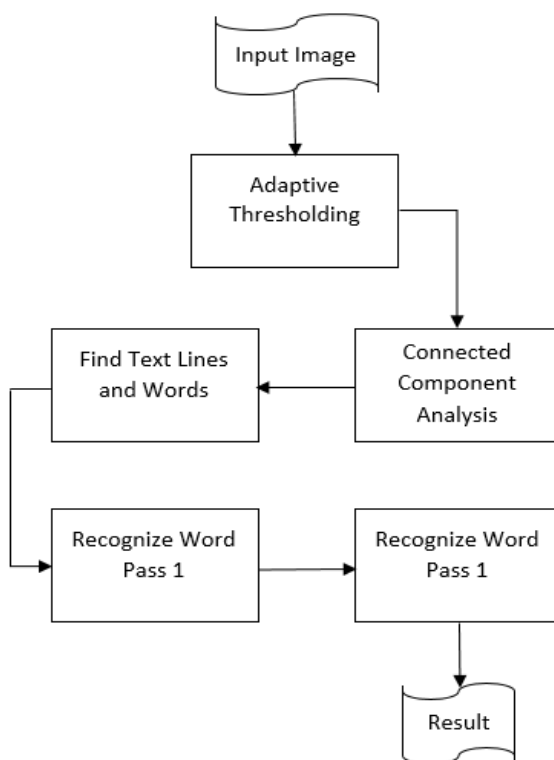 Input Image
Adaptive
Thresholding
Connected
Component
Analysis
Find Text Lines
and Words
Recognize Word
Pass 1
Recognize Word
Pass 1
Result